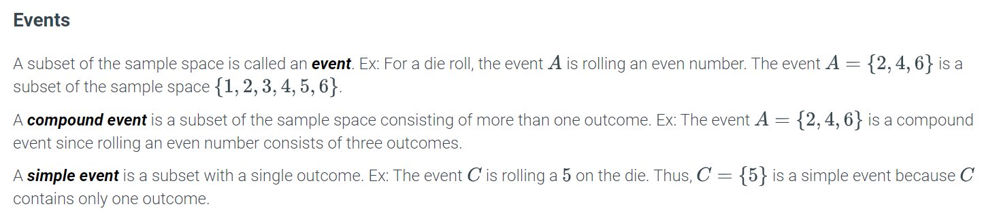 Events
A subset of the sample space is called an event. Ex: For a die roll, the event A is rolling an even number. The event A = {2, 4, 6} is a
subset of the sample space {1, 2, 3, 4, 5, 6}.
A compound event is a subset of the sample space consisting of more than one outcome. Ex: The event A = {2, 4, 6} is a compound
event since rolling an even number consists of three outcomes.
A simple event is a subset with a single outcome. Ex: The event C is rolling a 5 on the die. Thus, C = {5} is a simple event because C
contains only one outcome.